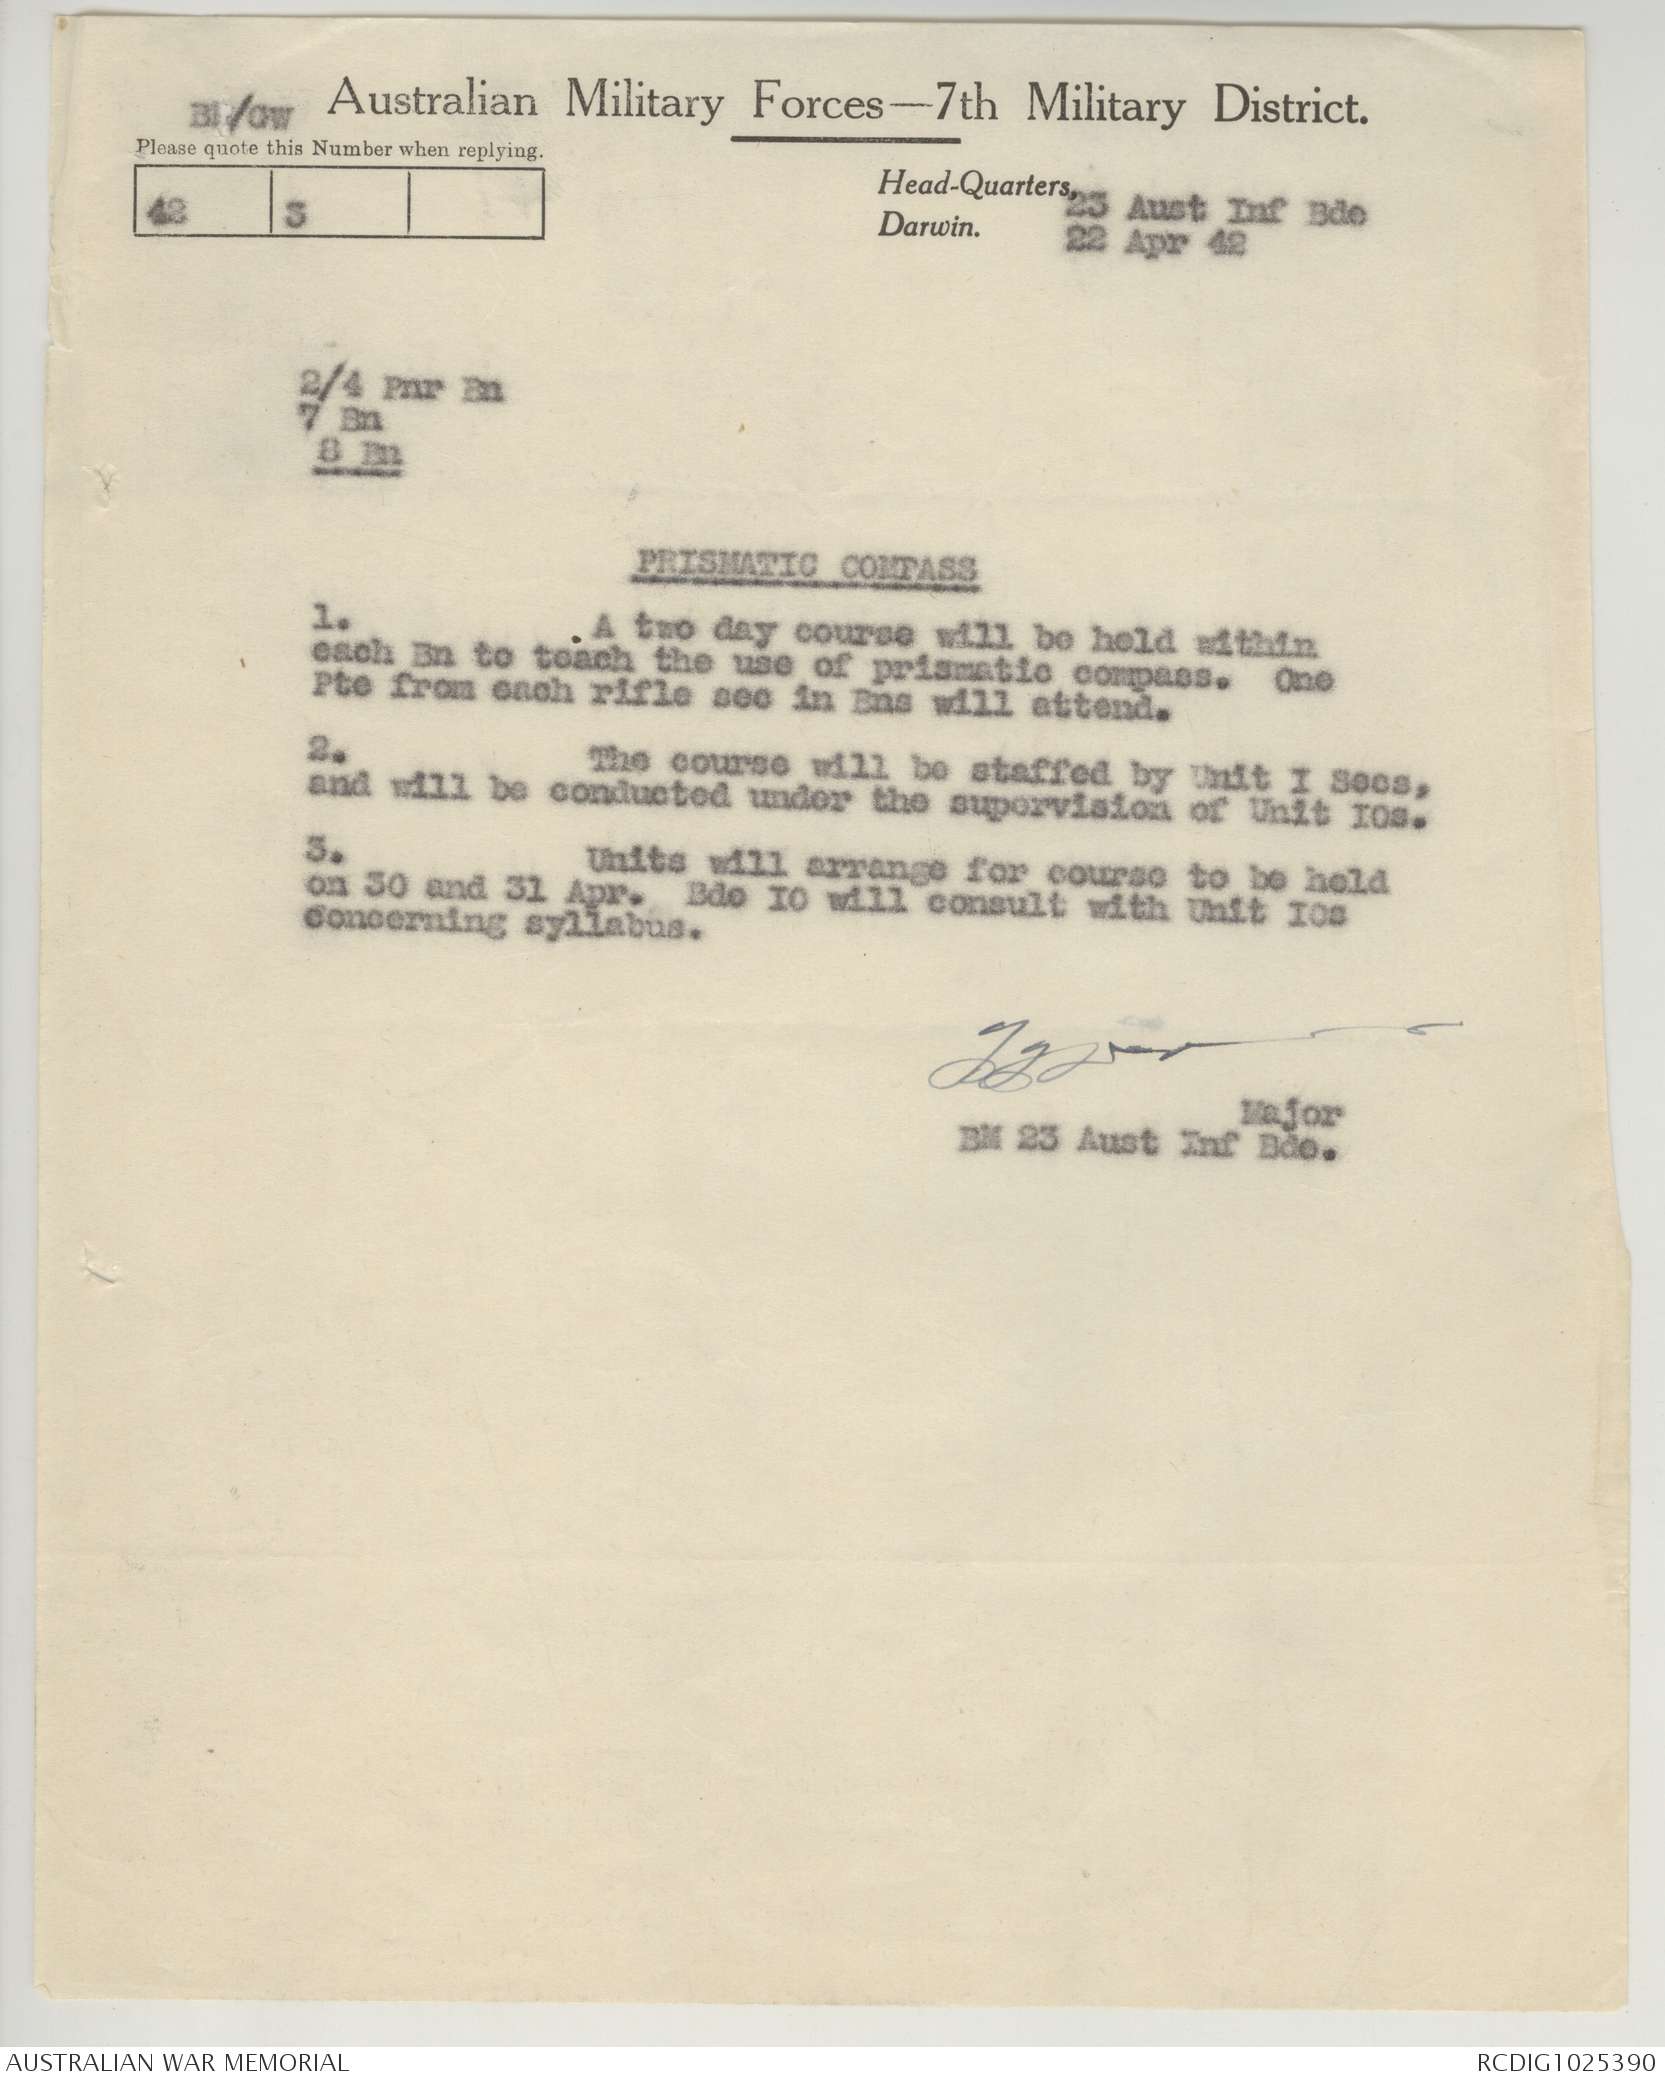 BM/GW Australian Military Forces—7th Military District.
Please quote this Number when replying.
42 3
Head-Quarters, 23 Aust Inf Bde
Darwin. 22 Apr 42
2/4 Pnr Bn
7 Bn
8 Bn
PRISMATIC COMPASS
1. A two day course will be held within
each Bn to teach the use of prismatic compass. One
Pte from each rifle sec in Bns will attend.
2. The course will be staffed by Unit I Secs,
and will be conducted under the supervision of Unit IOs.
3. Units will arrange for course to be held
on 30 and 31 Apr. Bde IO will consult with Unit IOs
concerning syllabus.
Major
BM 23 Aust Inf Bde.
AUSTRALIAN WAR MEMORIAL
RCDIG1025390